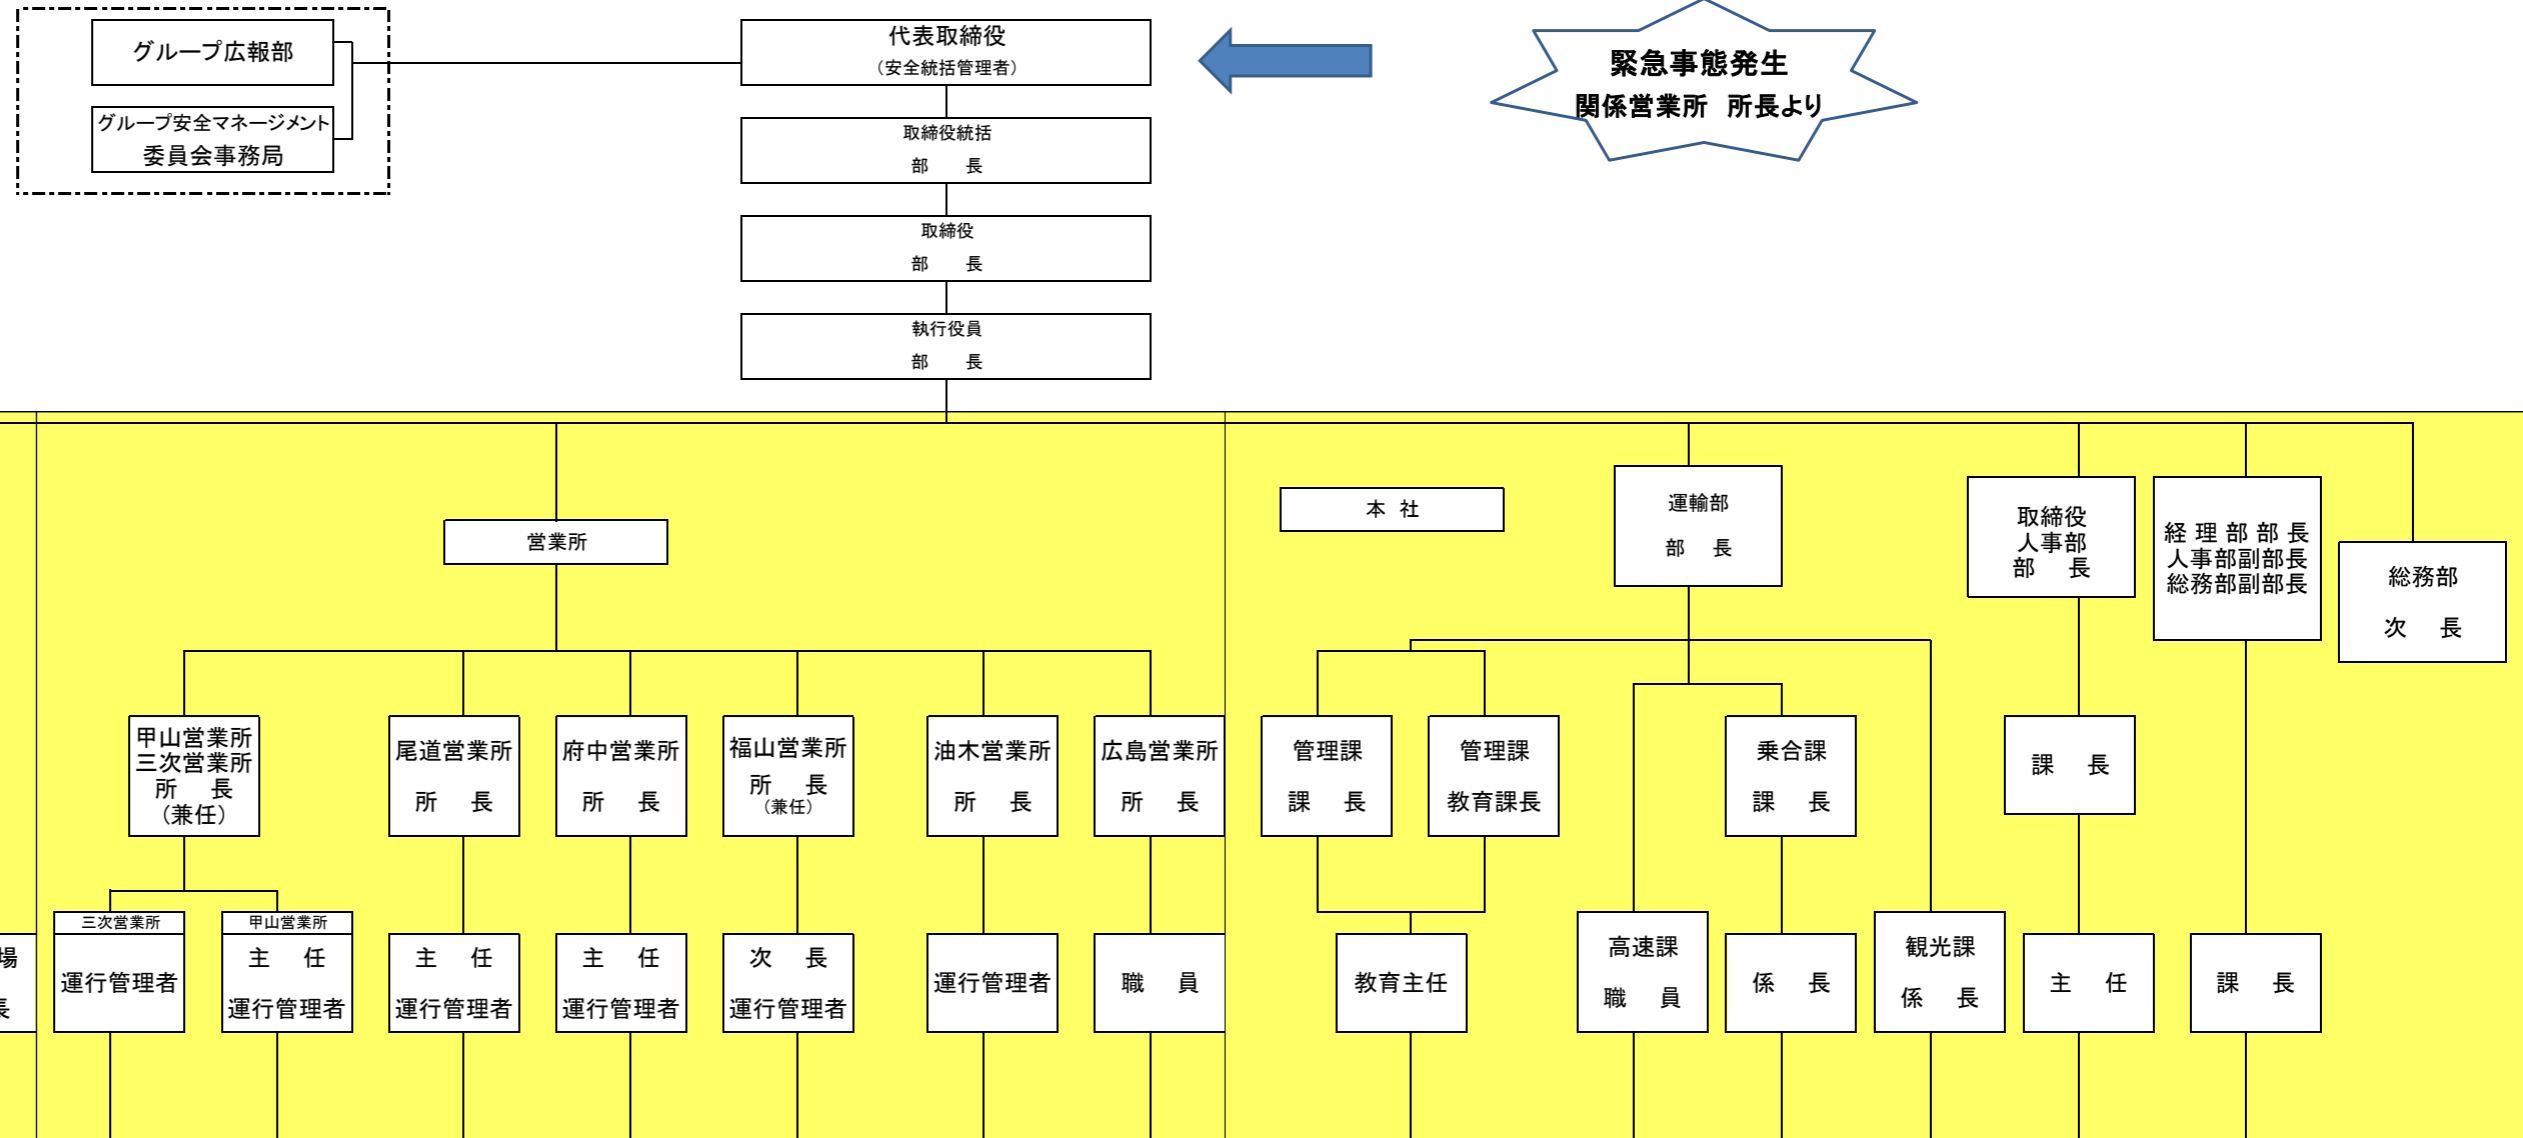 グループ広報部
グループ安全マネージメント
委員会事務局
代表取締役
（安全統括管理者）
緊急事態発生
関係営業所　所長より
取締役統括
部　　長
取締役
部　　長
執行役員
部　　長
営業所
本　社
運輸部
部　長
取締役
人事部
部　長
経 理 部 部 長
人事部副部長
総務部副部長
総務部
次　長
甲山営業所
三次営業所
所　長
（兼任）
尾道営業所
所　長
府中営業所
所　長
福山営業所
所　長
（兼任）
油木営業所
所　長
広島営業所
所　長
管理課
課　長
管理課
教育課長
乗合課
課　長
課　長
場
長
三次営業所
運行管理者
甲山営業所
主　任
運行管理者
主　任
運行管理者
主　任
運行管理者
次　長
運行管理者
運行管理者
職　員
教育主任
高速課
職　員
係　長
観光課
係　長
主　任
課　長